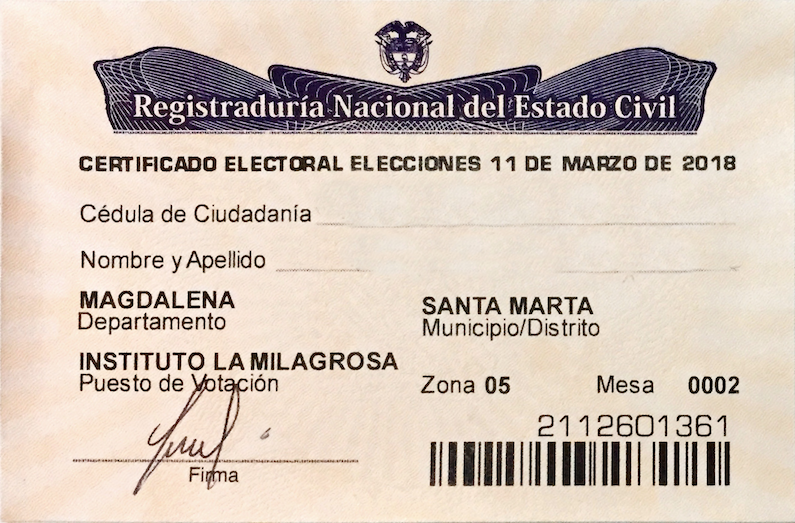 Registraduría Nacional del Estado Civil
CERTIFICADO ELECTORAL ELECCIONES 11 DE MARZO DE 2018
Cédula de Ciudadanía
Nombre y Apellido
MAGDALENA
Departamento
SANTA MARTA
Municipio/Distrito
INSTITUTO LA MILAGROSA
Puesto de Votación
Zona 05 Mesa 0002
2112601361
Firma